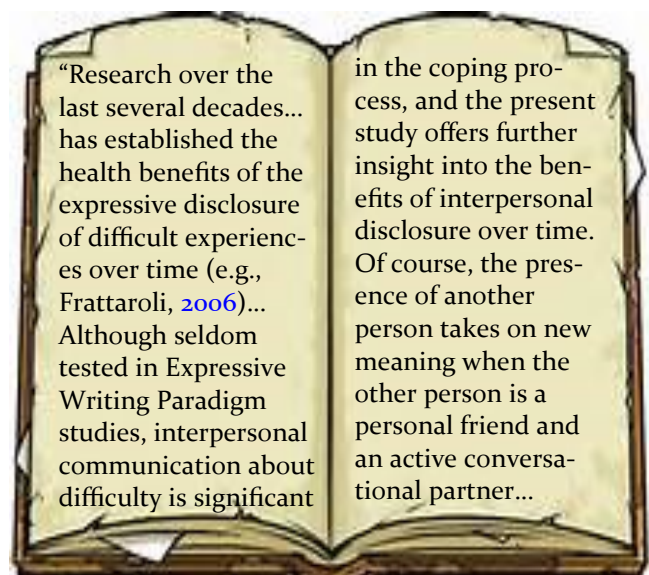 “Research over the
last several decades...
has established the
health benefits of the
expressive disclosure
of difficult experienc-
es over time (e.g.,
Frattaroli, 2006)...
Although seldom
tested in Expressive
Writing Paradigm
studies, interpersonal
communication about
difficulty is significant
in the coping pro-
cess, and the present
study offers further
insight into the ben-
efits of interpersonal
disclosure over time.
Of course, the pres-
ence of another
person takes on new
meaning when the
other person is a
personal friend and
an active conversa-
tional partner...